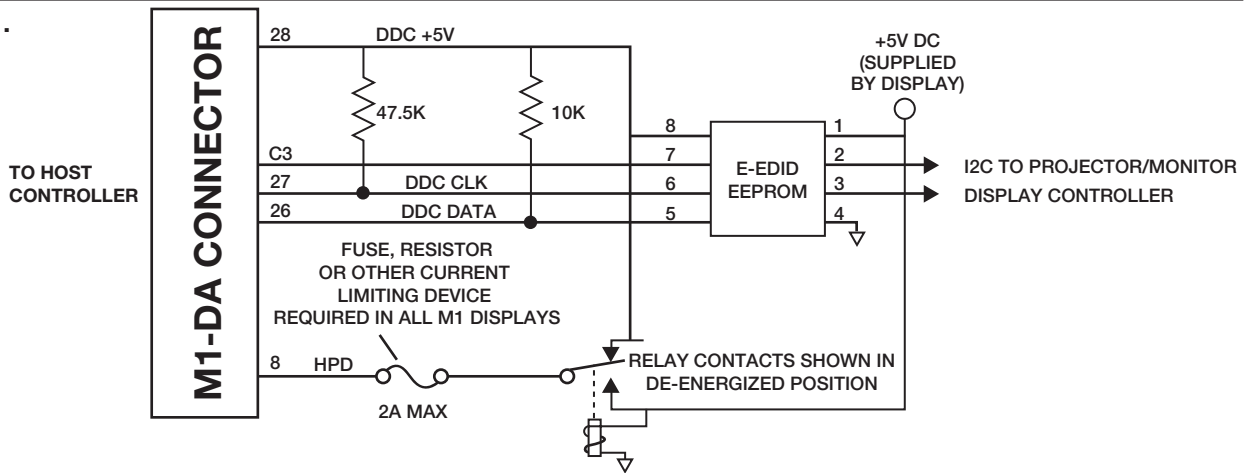 M1-DA CONNECTOR
TO HOST
CONTROLLER
28 DDC +5V
47.5K
10K
C3
27 DDC CLK
26 DDC DATA
FUSE, RESISTOR
OR OTHER CURRENT
LIMITING DEVICE
REQUIRED IN ALL M1 DISPLAYS
8 HPD
2A MAX
8
7
6
5
E-EDID
EEPROM
1
2
3
4
+5V DC
(SUPPLIED
BY DISPLAY)
I2C TO PROJECTOR/MONITOR
DISPLAY CONTROLLER
RELAY CONTACTS SHOWN IN
DE-ENERGIZED POSITION